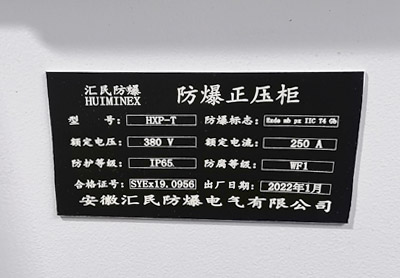 汇民防爆 防爆正压柜
HUIMINEX
型 号: HXP-T 防爆标志: Exde mb px IIC T4 Gb
额定电压: 380 V 额定电流: 250 A
防护等级: IP65 防腐等级: WF1
合格证号: SYEx19.0956 出厂日期: 2022年1月
安徽汇民防爆电气有限公司